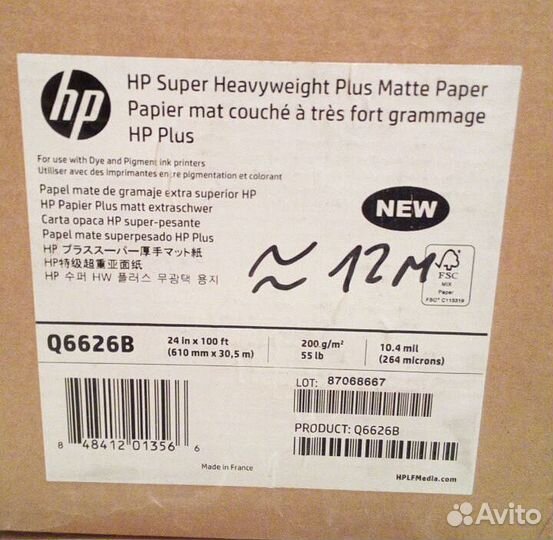 hp
HP Super Heavyweight Plus Matte Paper
Papier mat couché à très fort grammage
HP Plus
For use with Dye and Pigment ink printers
Utiliser avec des imprimantes en encre pigmentation et colorant
Papel mate de gramaje extra superior HP
HP Papier Plus matt extraschwer
Carta opaca HP super-pesante
Papel mate superpesado HP Plus
HP プラススーパー厚手マット紙
HP特级超重亚面纸
HP 수퍼 HW 플러스 무광택 용지
NEW
≈ 12M
FSC
MIX
Paper
FSC® C115319
Q6626B
24 in x 100 ft
(610 mm x 30,5 m)
200 g/m²
55 lb
10.4 mil
(264 microns)
LOT: 87068667
8 48412 01356 6
PRODUCT: Q6626B
Made in France
HPLFMedia.com
Avito